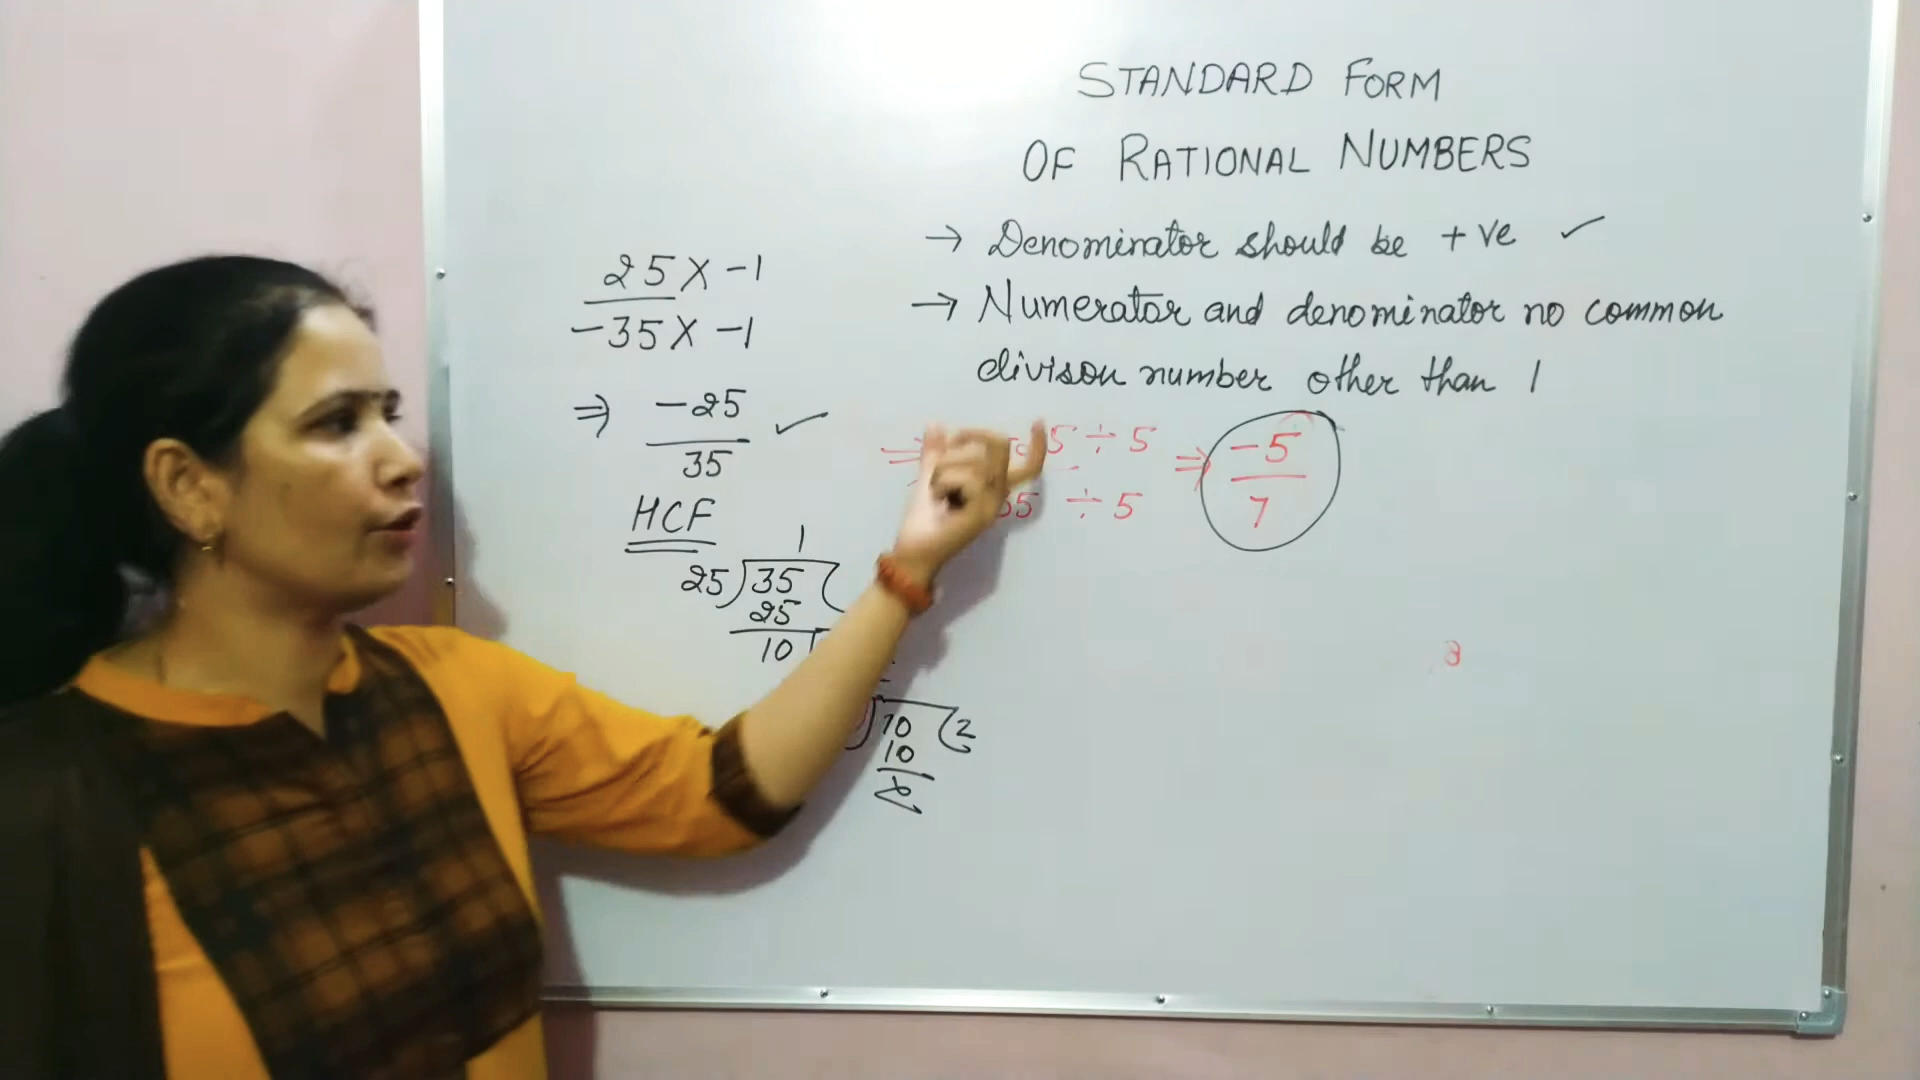 STANDARD FORM
OF RATIONAL NUMBERS
→ Denominator should be +ve ✓
→ Numerator and denominator no common
divison number other than 1
25 X -1
-35 X -1
⇒ -25 ✓
35
HCF
1
25 35
25
10
10 2
10
⇒ 5 ÷ 5 ⇒ -5
÷ 5 7
8